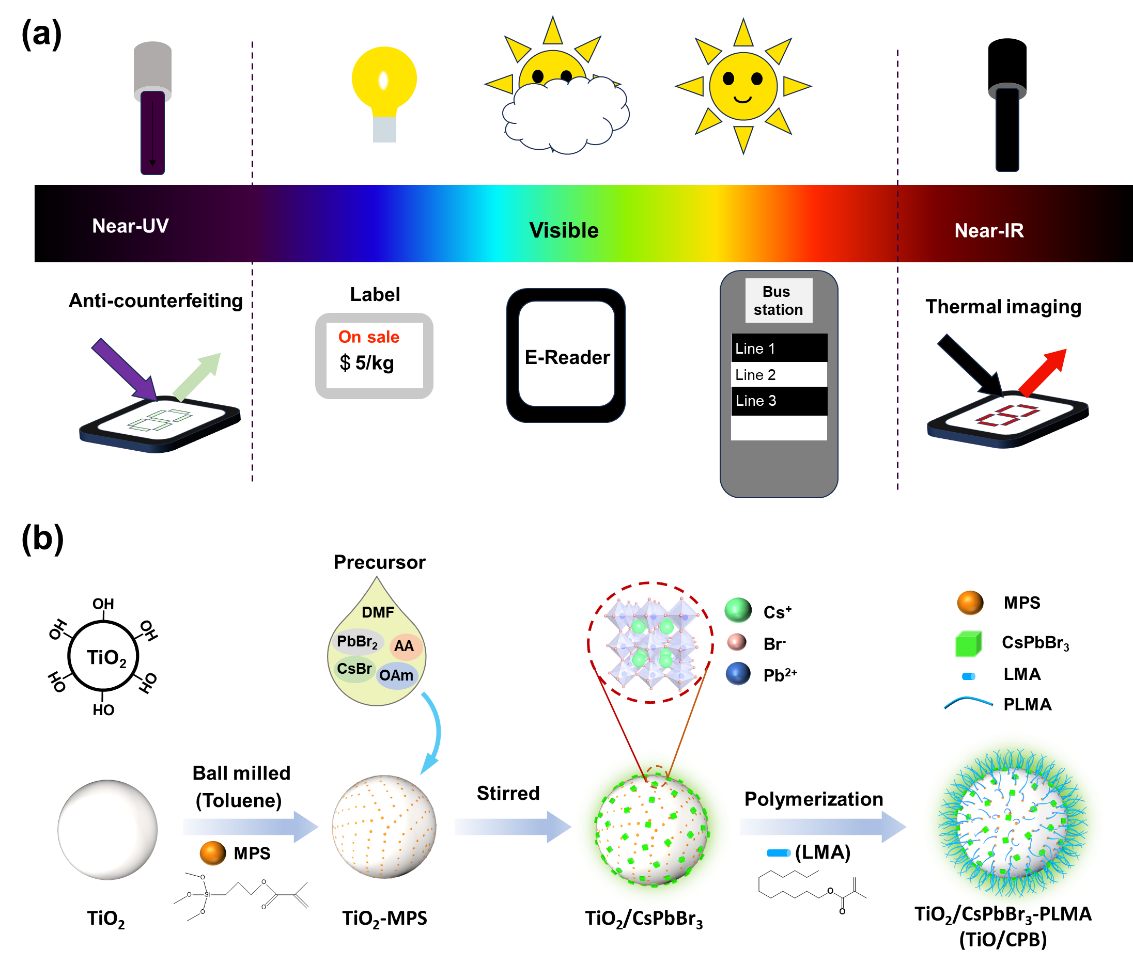 (a)
Near-UV
Visible
Near-IR
Anti-counterfeiting
Label
On sale
$ 5/kg
E-Reader
Bus
station
Line 1
Line 2
Line 3
Thermal imaging
(b)
OH
OH
OH
TiO₂
HO
HO
HO
Precursor
DMF
PbBr₂
AA
CsBr
OAm
Cs⁺
Br⁻
Pb²⁺
MPS
CsPbBr₃
LMA
PLMA
Ball milled
(Toluene)
MPS
O
O
Si
O
O
O
Stirred
Polymerization
(LMA)
O
O
TiO₂
TiO₂-MPS
TiO₂/CsPbBr₃
TiO₂/CsPbBr₃-PLMA
(TiO/CPB)